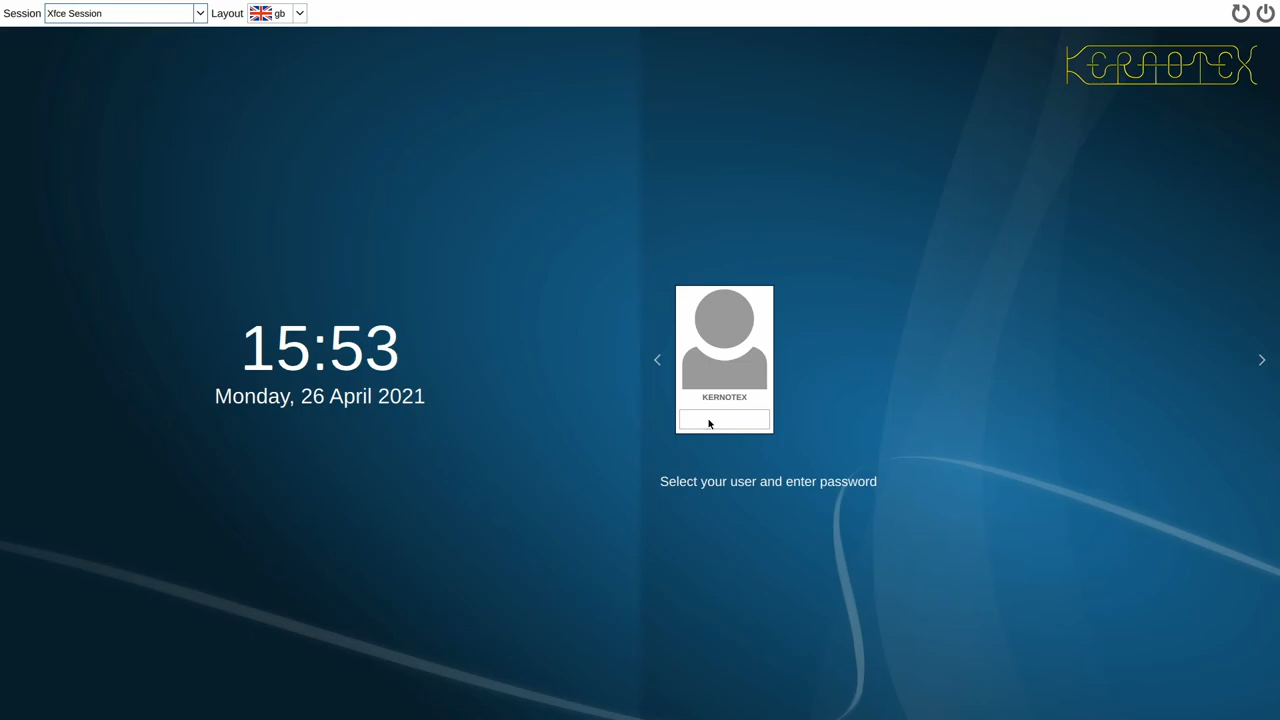 Session Xfce Session Layout gb
KERNOTEX
15:53
Monday, 26 April 2021
KERNOTEX
Select your user and enter password